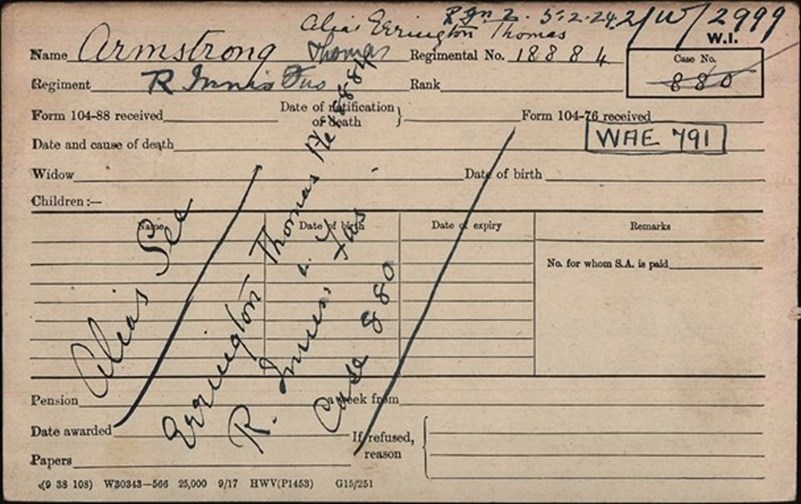 Alias Errington Thomas R Gn 2. 5-2-24 2/W/2999
W.I.
Name Armstrong Thomas Regimental No. 18884
Case No.
880
Regiment R Innis Fus Rank
Form 104-88 received Date of notification of death } Form 104-76 received
WAE 791
Date and cause of death
Widow Date of birth
Children:—
Name. Date of birth Date of expiry Remarks
No. for whom S.A. is paid
Alias See
Errington Thomas 18884
R. Innis. Fus
Case 880
Pension a week from
Date awarded If refused,
reason
Papers
(9 38 108) W30343—566 25,000 9/17 HWV(P1453) G15/251